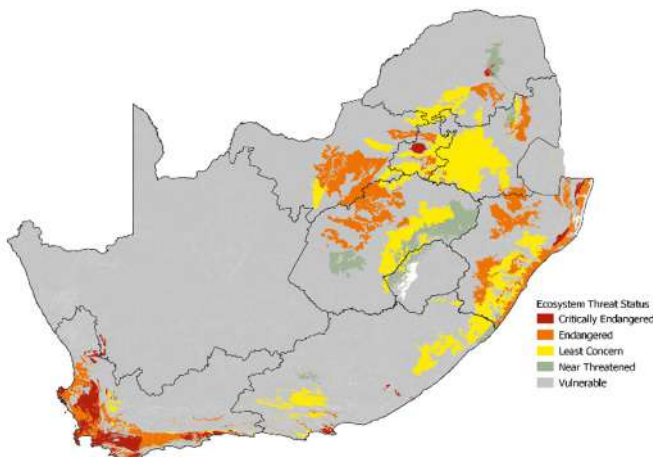 Ecosystem Threat Status
Critically Endangered
Endangered
Least Concern
Near Threatened
Vulnerable